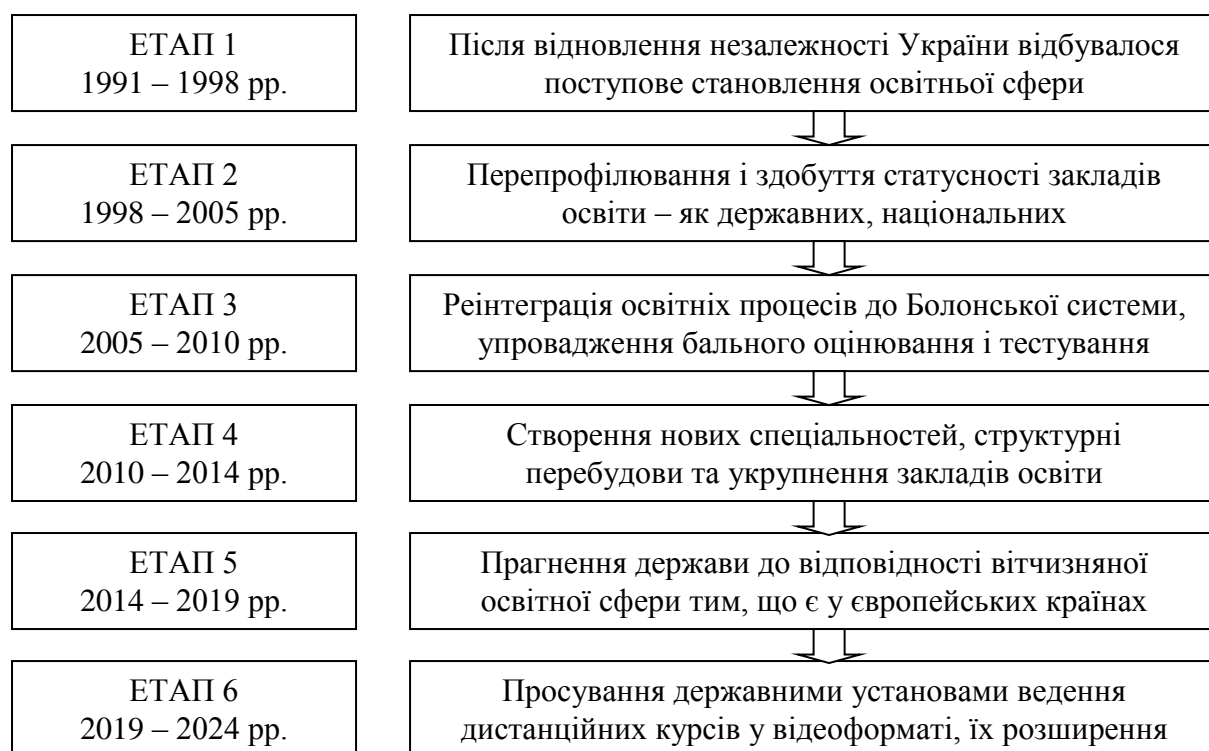 ЕТАП 1
1991 – 1998 рр.
Після відновлення незалежності України відбувалося
поступове становлення освітньої сфери
ЕТАП 2
1998 – 2005 рр.
Перепрофілювання і здобуття статусності закладів
освіти – як державних, національних
ЕТАП 3
2005 – 2010 рр.
Реінтеграція освітніх процесів до Болонської системи,
упровадження бального оцінювання і тестування
ЕТАП 4
2010 – 2014 рр.
Створення нових спеціальностей, структурні
перебудови та укрупнення закладів освіти
ЕТАП 5
2014 – 2019 рр.
Прагнення держави до відповідності вітчизняної
освітної сфери тим, що є у європейських країнах
ЕТАП 6
2019 – 2024 рр.
Просування державними установами ведення
дистанційних курсів у відеоформаті, їх розширення